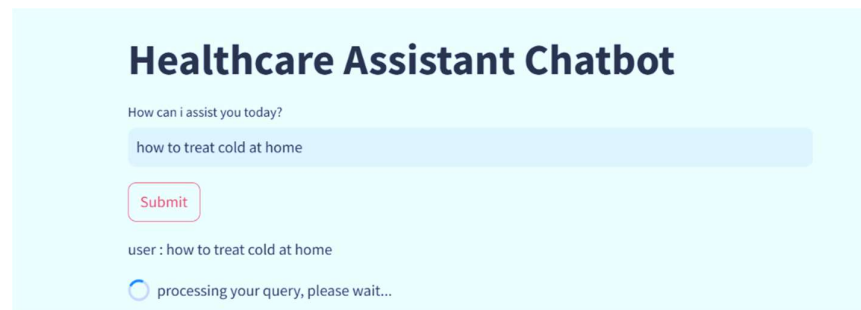 Healthcare Assistant Chatbot
How can i assist you today?
how to treat cold at home
Submit
user : how to treat cold at home
processing your query, please wait...